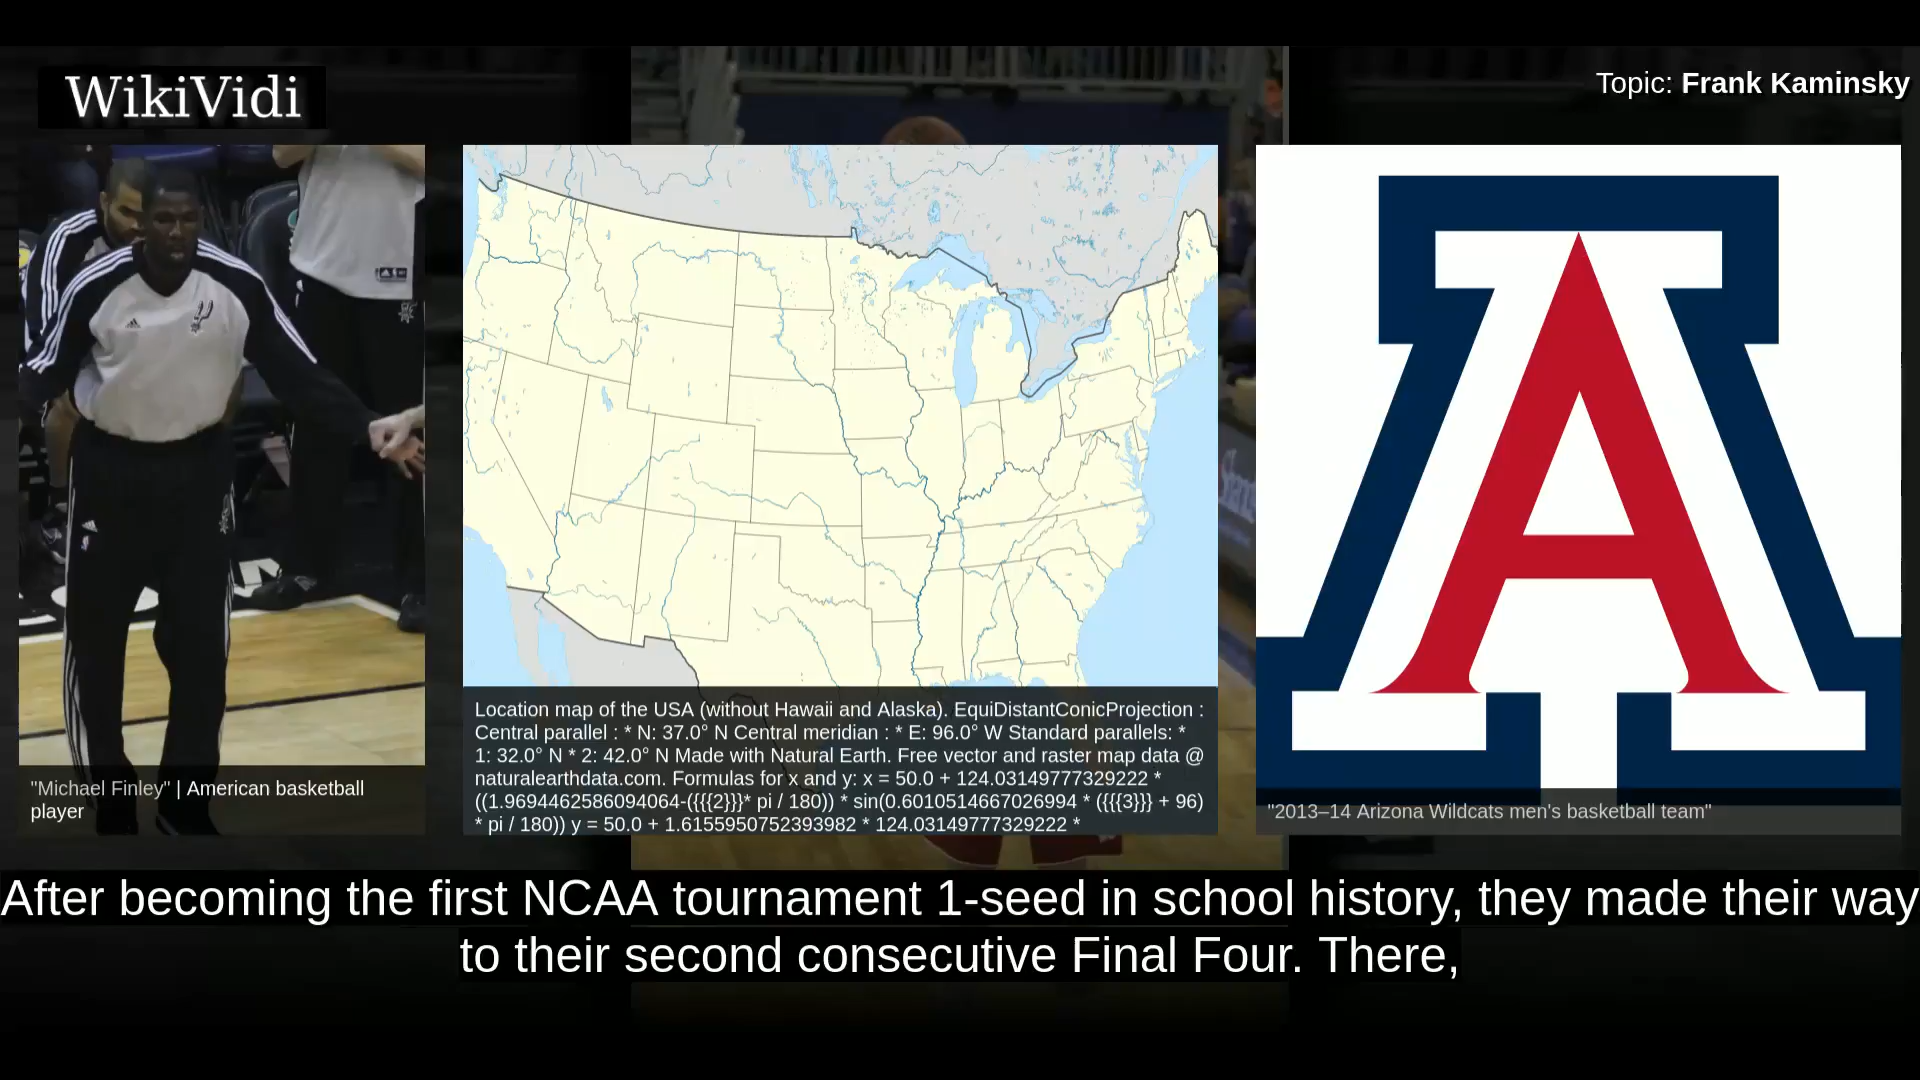 WikiVidi
Topic: Frank Kaminsky
"Michael Finley" | American basketball
player
Location map of the USA (without Hawaii and Alaska). EquiDistantConicProjection :
Central parallel : * N: 37.0° N Central meridian : * E: 96.0° W Standard parallels: *
1: 32.0° N * 2: 42.0° N Made with Natural Earth. Free vector and raster map data @
naturalearthdata.com. Formulas for x and y: x = 50.0 + 124.03149777329222 *
((1.9694462586094064-({{{2}}}* pi / 180)) * sin(0.6010514667026994 * ({{{3}}} + 96)
* pi / 180)) y = 50.0 + 1.6155950752393982 * 124.03149777329222 *
"2013–14 Arizona Wildcats men's basketball team"
After becoming the first NCAA tournament 1-seed in school history, they made their way
to their second consecutive Final Four. There,